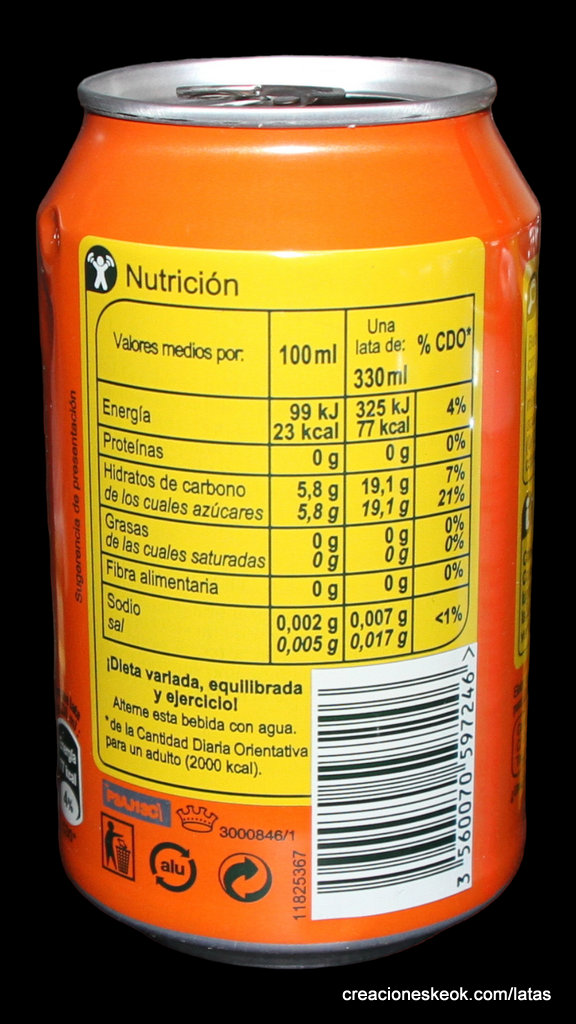 Nutrición
Valores medios por: 100ml Una lata de: 330ml % CDO*
Energía 99 kJ 325 kJ 4%
23 kcal 77 kcal
Proteínas 0 g 0 g 0%
Hidratos de carbono 5,8 g 19,1 g 7%
de los cuales azúcares 5,8 g 19,1 g 21%
Grasas 0 g 0 g 0%
de las cuales saturadas 0 g 0 g 0%
Fibra alimentaria 0 g 0 g 0%
Sodio 0,002 g 0,007 g <1%
sal 0,005 g 0,017 g
¡Dieta variada, equilibrada
y ejercicio!
Alterne esta bebida con agua.
*de la Cantidad Diaria Orientativa
para un adulto (2000 kcal).
Sugerencia de presentación
4%
3000846/1
alu
11825367
3 560070 597246 >
creacioneskeok.com/latas